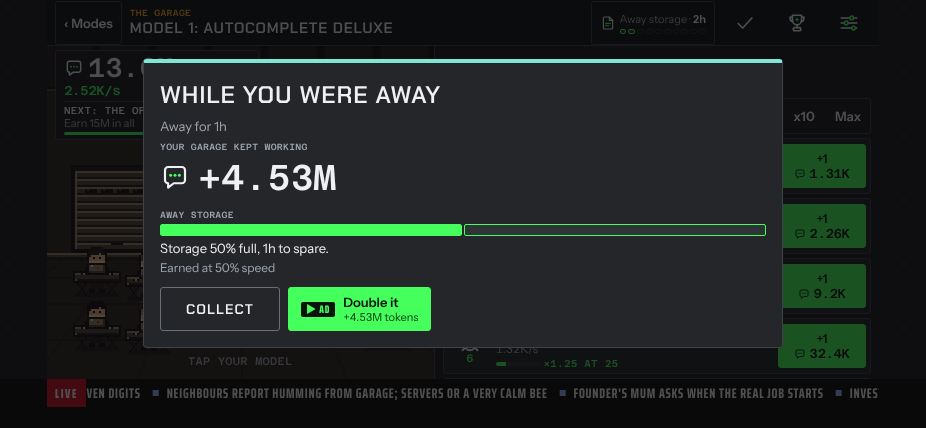 ‹ Modes
THE GARAGE
MODEL 1: AUTOCOMPLETE DELUXE
Away storage · 2h
13.
2.52K/s
NEXT: THE OF
Earn 15M in all
x10
Max
WHILE YOU WERE AWAY
Away for 1h
YOUR GARAGE KEPT WORKING
+4.53M
AWAY STORAGE
Storage 50% full, 1h to spare.
Earned at 50% speed
COLLECT
AD
Double it
+4.53M tokens
+1
1.31K
+1
2.26K
+1
9.2K
+1
32.4K
TAP YOUR MODEL
6
1.32K/s
×1.25 AT 25
LIVE
VEN DIGITS ■ NEIGHBOURS REPORT HUMMING FROM GARAGE; SERVERS OR A VERY CALM BEE ■ FOUNDER'S MUM ASKS WHEN THE REAL JOB STARTS ■ INVES